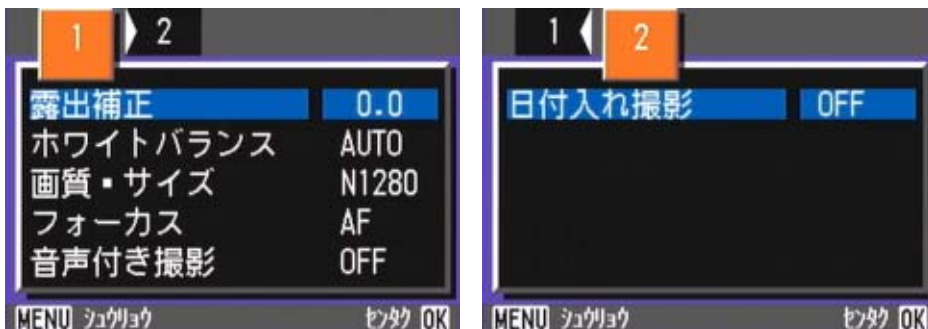 1 2
露出補正 0.0
ホワイトバランス AUTO
画質・サイズ N1280
フォーカス AF
音声付き撮影 OFF
MENU シュウリョウ センタク OK
1 2
日付入れ撮影 OFF
MENU シュウリョウ センタク OK